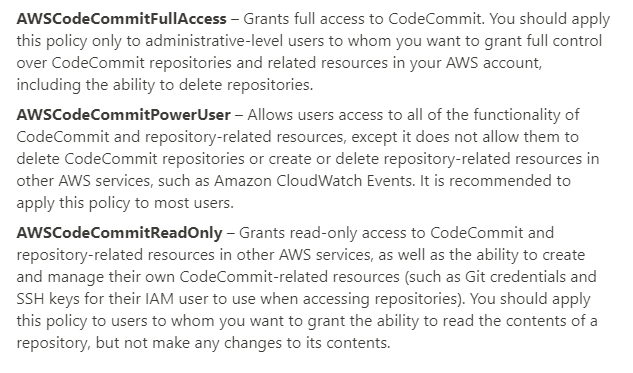 AWSCodeCommitFullAccess – Grants full access to CodeCommit. You should apply
this policy only to administrative-level users to whom you want to grant full control
over CodeCommit repositories and related resources in your AWS account,
including the ability to delete repositories.
AWSCodeCommitPowerUser – Allows users access to all of the functionality of
CodeCommit and repository-related resources, except it does not allow them to
delete CodeCommit repositories or create or delete repository-related resources in
other AWS services, such as Amazon CloudWatch Events. It is recommended to
apply this policy to most users.
AWSCodeCommitReadOnly – Grants read-only access to CodeCommit and
repository-related resources in other AWS services, as well as the ability to create
and manage their own CodeCommit-related resources (such as Git credentials and
SSH keys for their IAM user to use when accessing repositories). You should apply
this policy to users to whom you want to grant the ability to read the contents of a
repository, but not make any changes to its contents.